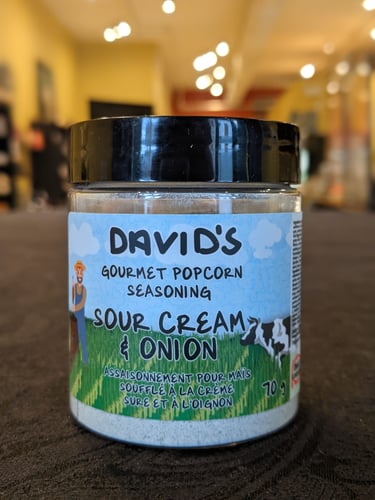 DAVID'S
GOURMET POPCORN
SEASONING
SOUR CREAM
& ONION
ASSAISONNEMENT POUR MAÏS
SOUFFLÉ À LA CRÈME
SURE ET À L'OIGNON
70 g